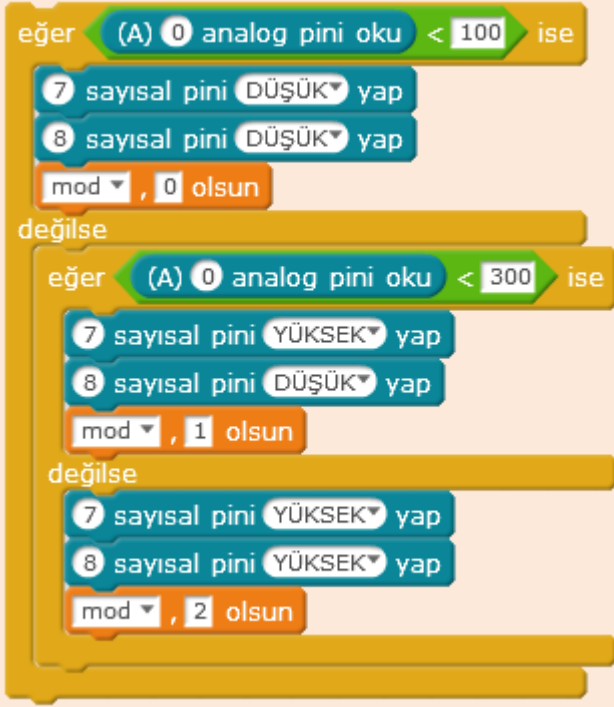 eğer (A) 0 analog pini oku < 100 ise
7 sayısal pini DÜŞÜK yap
8 sayısal pini DÜŞÜK yap
mod , 0 olsun
değilse
eğer (A) 0 analog pini oku < 300 ise
7 sayısal pini YÜKSEK yap
8 sayısal pini DÜŞÜK yap
mod , 1 olsun
değilse
7 sayısal pini YÜKSEK yap
8 sayısal pini YÜKSEK yap
mod , 2 olsun